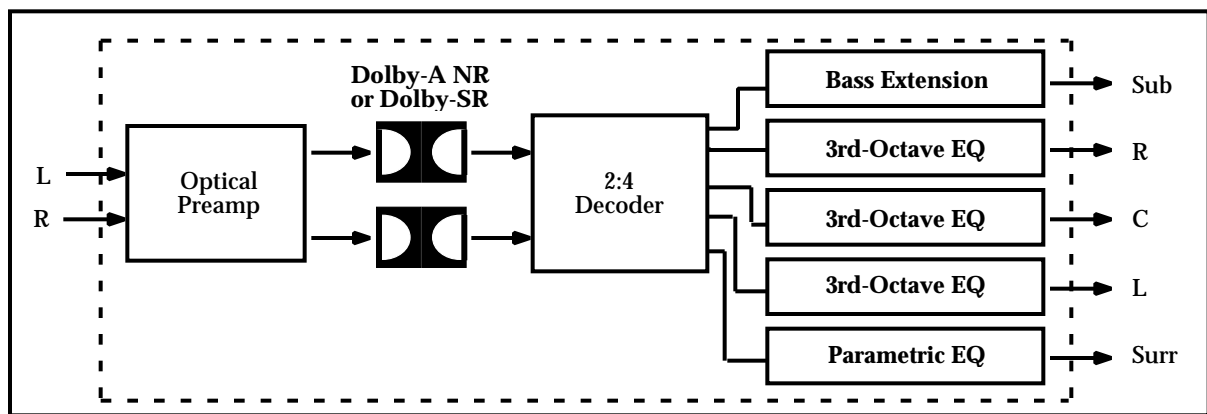 Dolby-A NR
or Dolby-SR
L
R
Optical
Preamp
2:4
Decoder
Bass Extension
Sub
3rd-Octave EQ
R
3rd-Octave EQ
C
3rd-Octave EQ
L
Parametric EQ
Surr